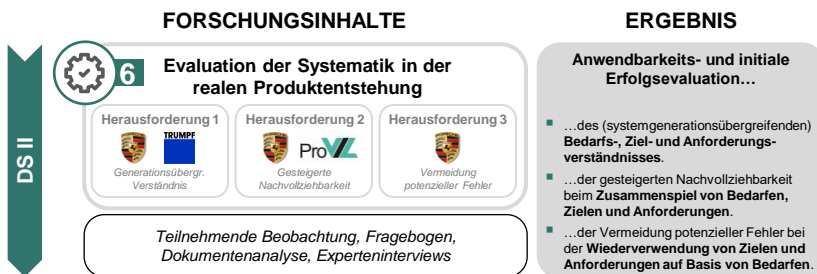 FORSCHUNGSINHALTE
ERGEBNIS
DS II
6
Evaluation der Systematik in der
realen Produktentstehung
Herausforderung 1
TRUMPF
Generationsübergr.
Verständnis
Herausforderung 2
ProVIL
Gesteigerte
Nachvollziehbarkeit
Herausforderung 3
Vermeidung
potenzieller Fehler
Teilnehmende Beobachtung, Fragebogen,
Dokumentenanalyse, Experteninterviews
Anwendbarkeits- und initiale
Erfolgsevaluation…
…des (systemgenerationsübergreifenden)
Bedarfs-, Ziel- und Anforderungs-
verständnisses.
…der gesteigerten Nachvollziehbarkeit
beim Zusammenspiel von Bedarfen,
Zielen und Anforderungen.
…der Vermeidung potenzieller Fehler bei
der Wiederverwendung von Zielen und
Anforderungen auf Basis von Bedarfen.